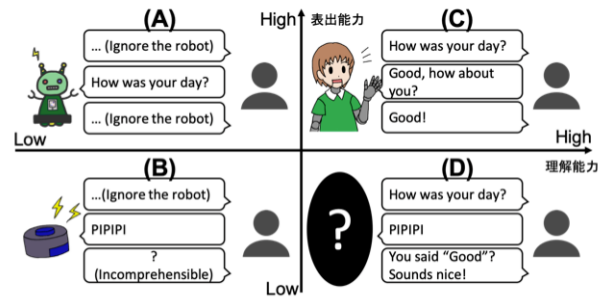 (A)
High
表出能力
(C)
... (Ignore the robot)
How was your day?
... (Ignore the robot)
How was your day?
Good, how about
you?
Good!
Low
High
理解能力
(B)
(D)
...(Ignore the robot)
PIPIPI
?
(Incomprehensible)
?
How was your day?
PIPIPI
You said “Good”?
Sounds nice!
Low